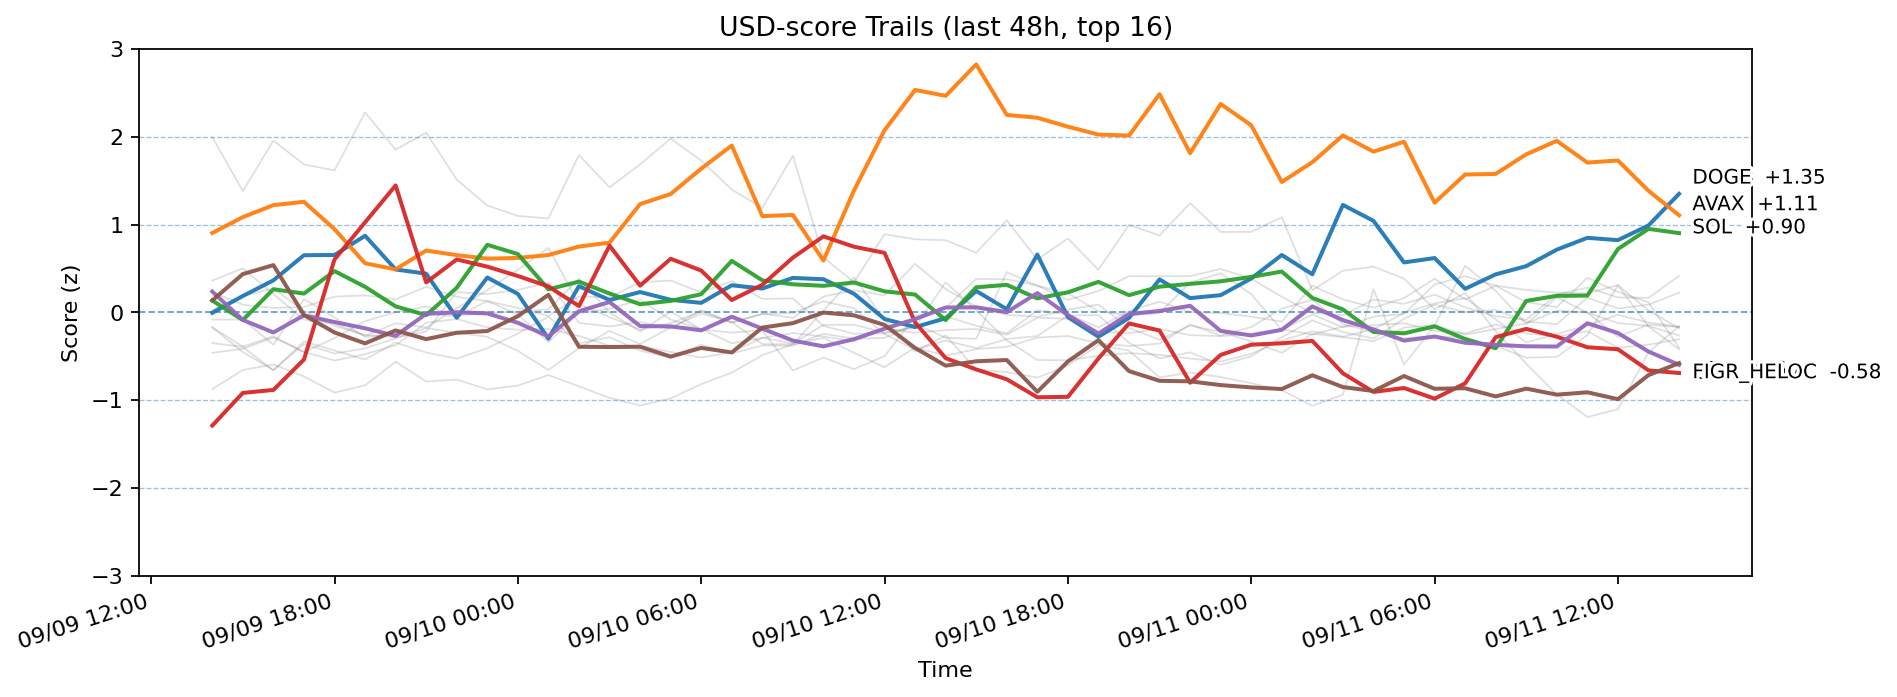 USD-score Trails (last 48h, top 16)
Score (z)
3
2
1
0
−1
−2
−3
DOGE +1.35
AVAX +1.11
SOL +0.90
FIGR_HELOC -0.58
09/09 12:00
09/09 18:00
09/10 00:00
09/10 06:00
09/10 12:00
09/10 18:00
09/11 00:00
09/11 06:00
09/11 12:00
Time